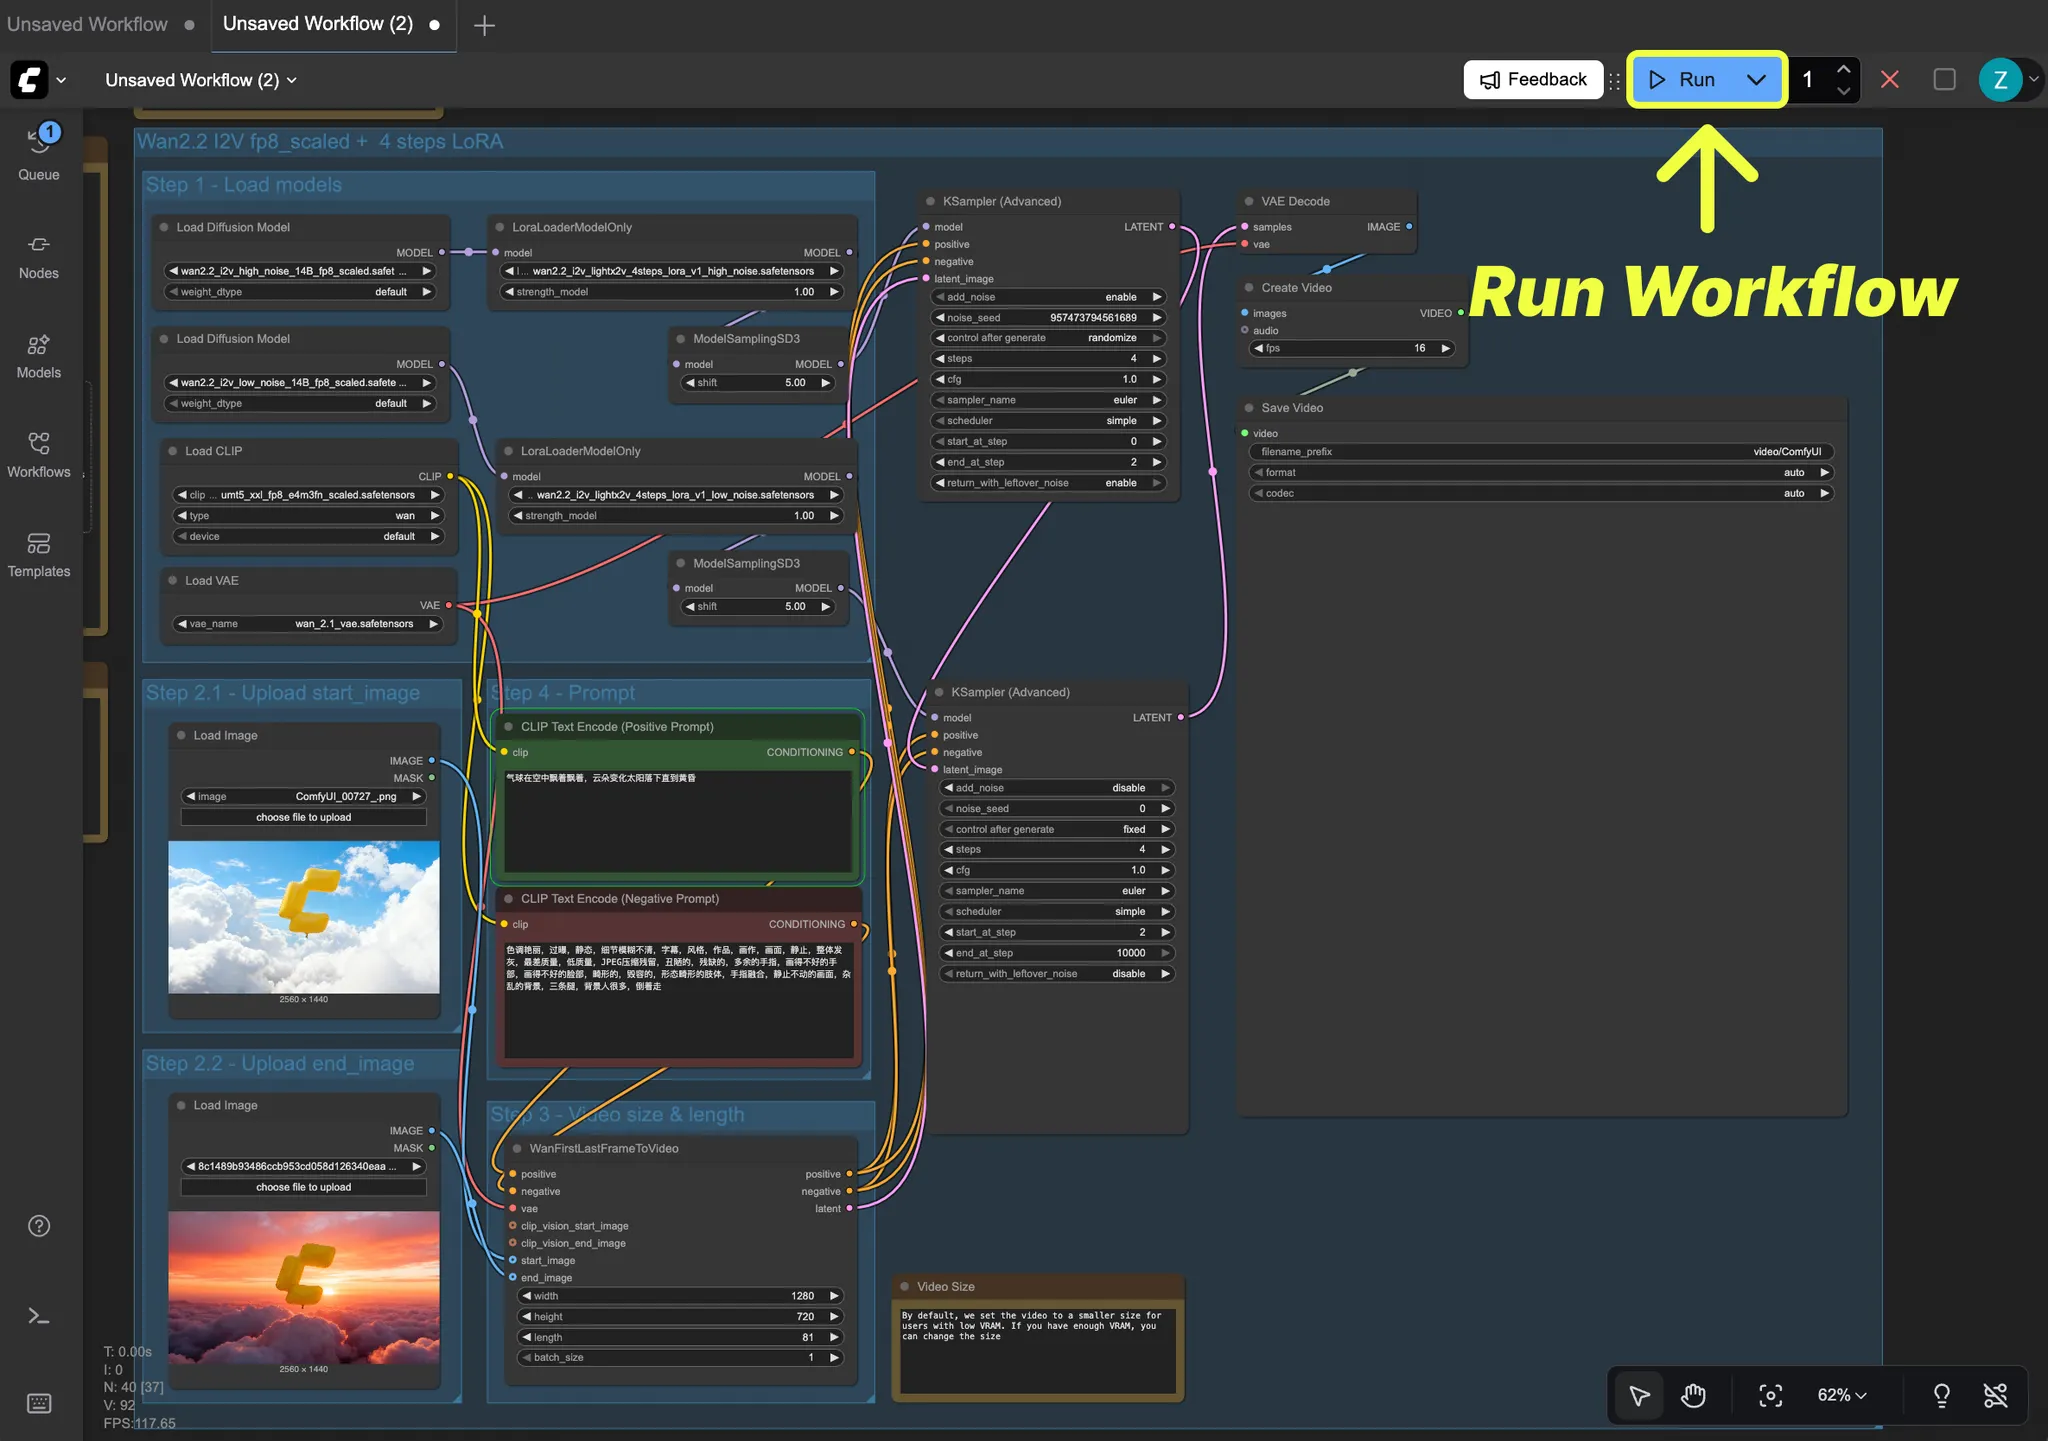 Unsaved Workflow
Unsaved Workflow (2)
Unsaved Workflow (2)
Feedback
Run
1
Z
Run Workflow
1
Queue
Nodes
Models
Workflows
Templates
Wan2.2 I2V fp8_scaled + 4 steps LoRA
Step 1 - Load models
Load Diffusion Model
MODEL
wan2.2_i2v_high_noise_14B_fp8_scaled.safet ...
weight_dtype default
LoraLoaderModelOnly
model MODEL
l ... wan2.2_i2v_lightx2v_4steps_lora_v1_high_noise.safetensors
strength_model 1.00
Load Diffusion Model
MODEL
wan2.2_i2v_low_noise_14B_fp8_scaled.safete ...
weight_dtype default
ModelSamplingSD3
model MODEL
shift 5.00
Load CLIP
CLIP
clip ... umt5_xxl_fp8_e4m3fn_scaled.safetensors
type wan
device default
LoraLoaderModelOnly
model MODEL
.. wan2.2_i2v_lightx2v_4steps_lora_v1_low_noise.safetensors
strength_model 1.00
Load VAE
VAE
vae_name wan_2.1_vae.safetensors
ModelSamplingSD3
model MODEL
shift 5.00
KSampler (Advanced)
model LATENT
positive
negative
latent_image
add_noise enable
noise_seed 957473794561689
control after generate randomize
steps 4
cfg 1.0
sampler_name euler
scheduler simple
start_at_step 0
end_at_step 2
return_with_leftover_noise enable
VAE Decode
samples IMAGE
vae
Create Video
images VIDEO
audio
fps 16
Save Video
video
filename_prefix video/ComfyUI
format auto
codec auto
Step 2.1 - Upload start_image
Load Image
IMAGE
MASK
image ComfyUI_00727_.png
choose file to upload
2560 × 1440
Step 4 - Prompt
CLIP Text Encode (Positive Prompt)
clip CONDITIONING
气球在空中飘着飘着，云朵变化太阳落下直到黄昏
CLIP Text Encode (Negative Prompt)
clip CONDITIONING
色调艳丽，过曝，静态，细节模糊不清，字幕，风格，作品，画作，画面，静止，整体发
灰，最差质量，低质量，JPEG压缩残留，丑陋的，残缺的，多余的手指，画得不好的手
部，画得不好的脸部，畸形的，毁容的，形态畸形的肢体，手指融合，静止不动的画面，杂
乱的背景，三条腿，背景人很多，倒着走
KSampler (Advanced)
model LATENT
positive
negative
latent_image
add_noise disable
noise_seed 0
control after generate fixed
steps 4
cfg 1.0
sampler_name euler
scheduler simple
start_at_step 2
end_at_step 10000
return_with_leftover_noise disable
Step 2.2 - Upload end_image
Load Image
IMAGE
MASK
8c1489b93486ccb953cd058d126340eaa ...
choose file to upload
2560 × 1440
Step 3 - Video size & length
WanFirstLastFrameToVideo
positive positive
negative negative
vae latent
clip_vision_start_image
clip_vision_end_image
start_image
end_image
width 1280
height 720
length 81
batch_size 1
Video Size
By default, we set the video to a smaller size for
users with low VRAM. If you have enough VRAM, you
can change the size
T: 0.00s
I: 0
N: 40 [37]
V: 92
FPS:117.65
62%